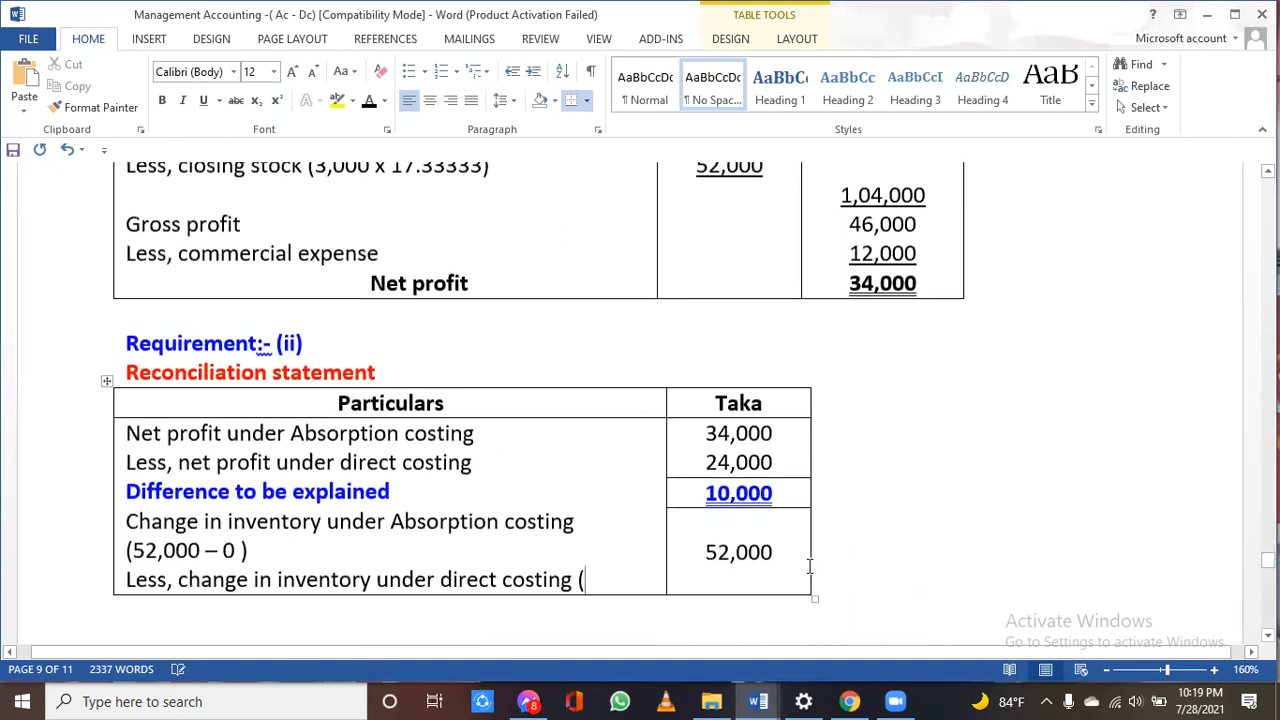 Management Accounting -( Ac - Dc) [Compatibility Mode] - Word (Product Activation Failed)
TABLE TOOLS
FILE HOME INSERT DESIGN PAGE LAYOUT REFERENCES MAILINGS REVIEW VIEW ADD-INS DESIGN LAYOUT Microsoft account
Paste
Cut
Copy
Format Painter
Clipboard
Calibri (Body) 12
Font
Paragraph
AaBbCcDc AaBbCcDc AaBbC AaBbCc AaBbCcI AaBbCcD AaB
¶ Normal ¶ No Spac... Heading 1 Heading 2 Heading 3 Heading 4 Title
Styles
Find
Replace
Select
Editing
Less, closing stock (3,000 x 17.33333) 52,000
1,04,000
Gross profit 46,000
Less, commercial expense 12,000
Net profit 34,000
Requirement:- (ii)
Reconciliation statement
Particulars Taka
Net profit under Absorption costing 34,000
Less, net profit under direct costing 24,000
Difference to be explained 10,000
Change in inventory under Absorption costing
(52,000 – 0 ) 52,000
Less, change in inventory under direct costing (
Activate Windows
Go to Settings to activate Windows.
PAGE 9 OF 11 2337 WORDS 160%
Type here to search
84°F
10:19 PM
7/28/2021